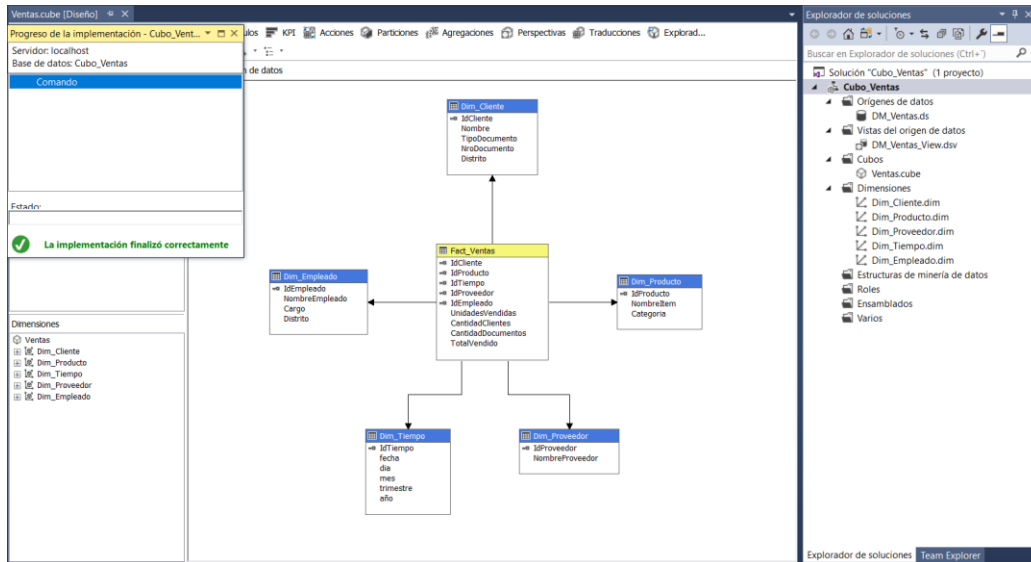 Ventas.cube [Diseño]
Progreso de la implementación - Cubo_Vent...
Servidor: localhost
Base de datos: Cubo_Ventas
Comando
Estado:
La implementación finalizó correctamente
KPI Acciones Particiones Agregaciones Perspectivas Traducciones Explorad...
de datos
Dimensiones
Ventas
Dim_Cliente
Dim_Producto
Dim_Tiempo
Dim_Proveedor
Dim_Empleado
Dim_Cliente
IdCliente
Nombre
TipoDocumento
NroDocumento
Distrito
Fact_Ventas
IdCliente
IdProducto
IdTiempo
IdProveedor
IdEmpleado
UnidadesVendidas
CantidadClientes
CantidadDocumentos
TotalVendido
Dim_Empleado
IdEmpleado
NombreEmpleado
Cargo
Distrito
Dim_Producto
IdProducto
NombreItem
Categoria
Dim_Tiempo
IdTiempo
fecha
dia
mes
trimestre
año
Dim_Proveedor
IdProveedor
NombreProveedor
Explorador de soluciones
Buscar en Explorador de soluciones (Ctrl+´)
Solución "Cubo_Ventas" (1 proyecto)
Cubo_Ventas
Orígenes de datos
DM_Ventas.ds
Vistas del origen de datos
DM_Ventas_View.dsv
Cubos
Ventas.cube
Dimensiones
Dim_Cliente.dim
Dim_Producto.dim
Dim_Proveedor.dim
Dim_Tiempo.dim
Dim_Empleado.dim
Estructuras de minería de datos
Roles
Ensamblados
Varios
Explorador de soluciones Team Explorer